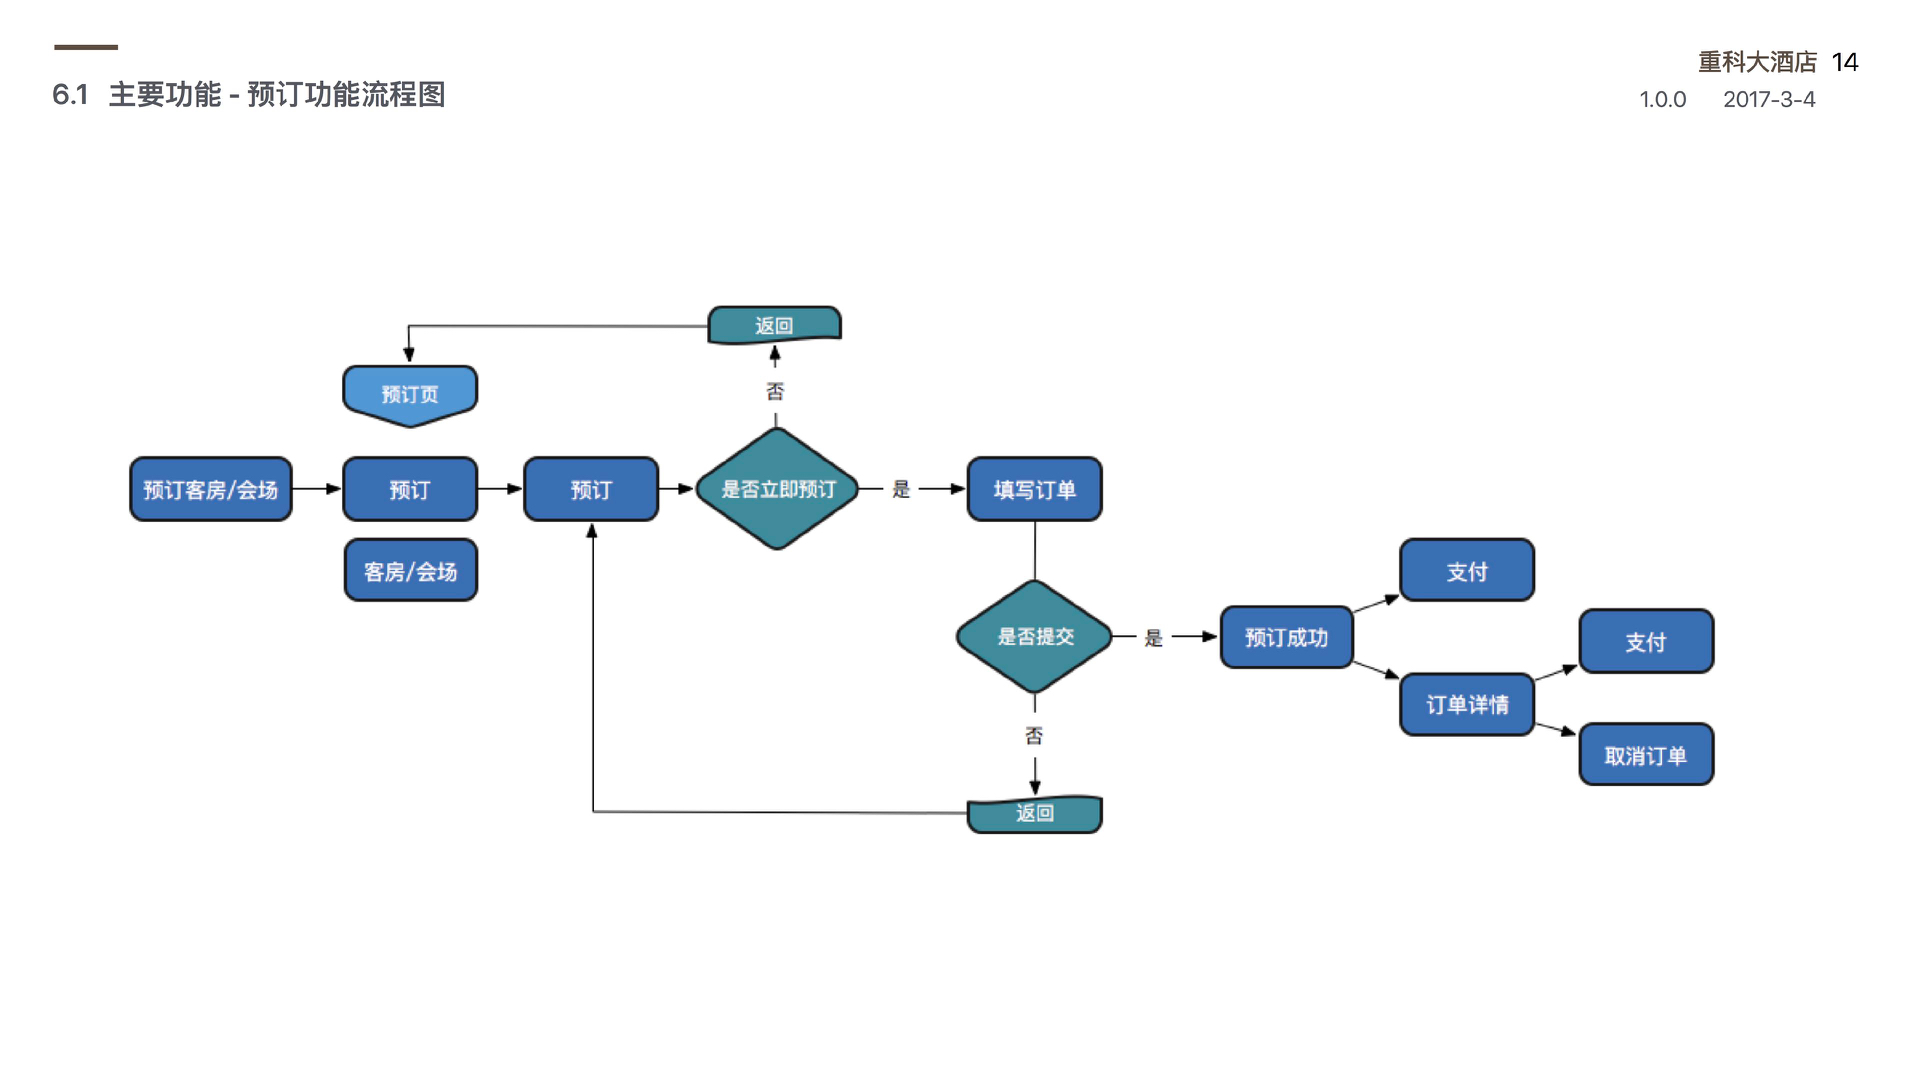 重科大酒店 14
6.1 主要功能 - 预订功能流程图
1.0.0 2017-3-4
返回
预订页
否
预订客房/会场
预订
预订
是否立即预订
是
填写订单
客房/会场
支付
是否提交
是
预订成功
支付
订单详情
否
取消订单
返回